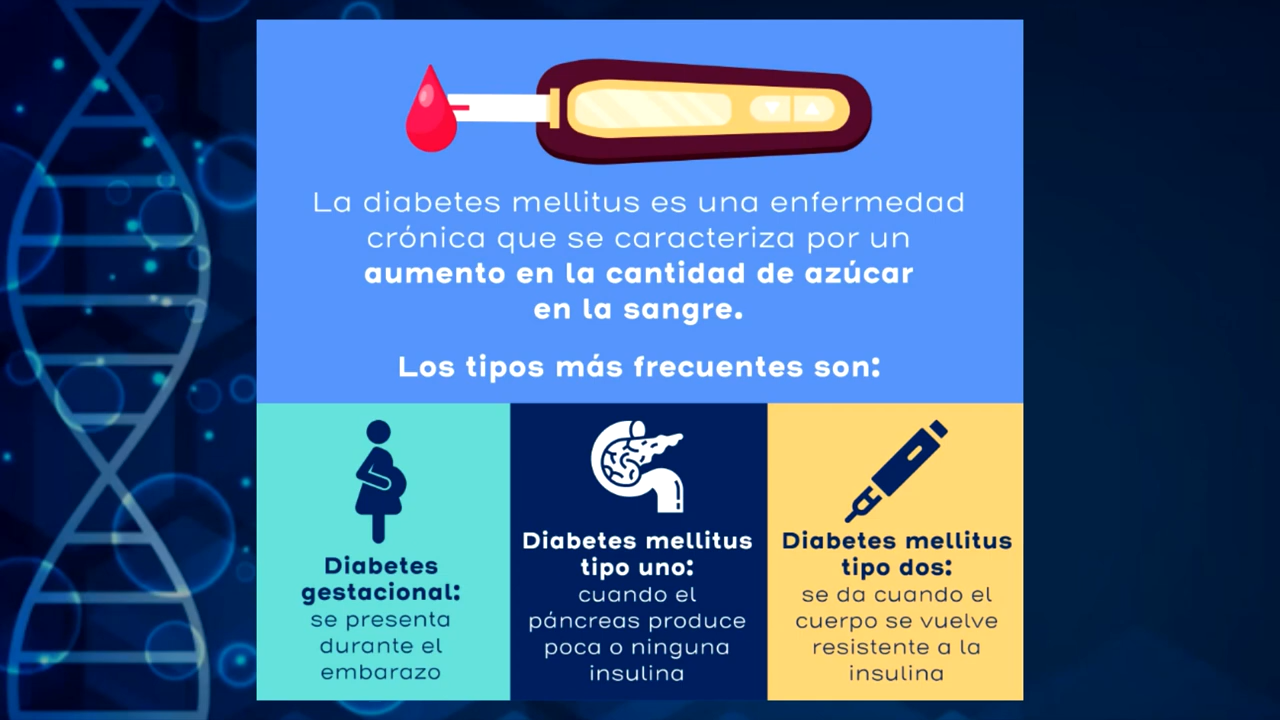 La diabetes mellitus es una enfermedad
crónica que se caracteriza por un
aumento en la cantidad de azúcar
en la sangre.
Los tipos más frecuentes son:
Diabetes
gestacional:
se presenta
durante el
embarazo
Diabetes mellitus
tipo uno:
cuando el
páncreas produce
poca o ninguna
insulina
Diabetes mellitus
tipo dos:
se da cuando el
cuerpo se vuelve
resistente a la
insulina